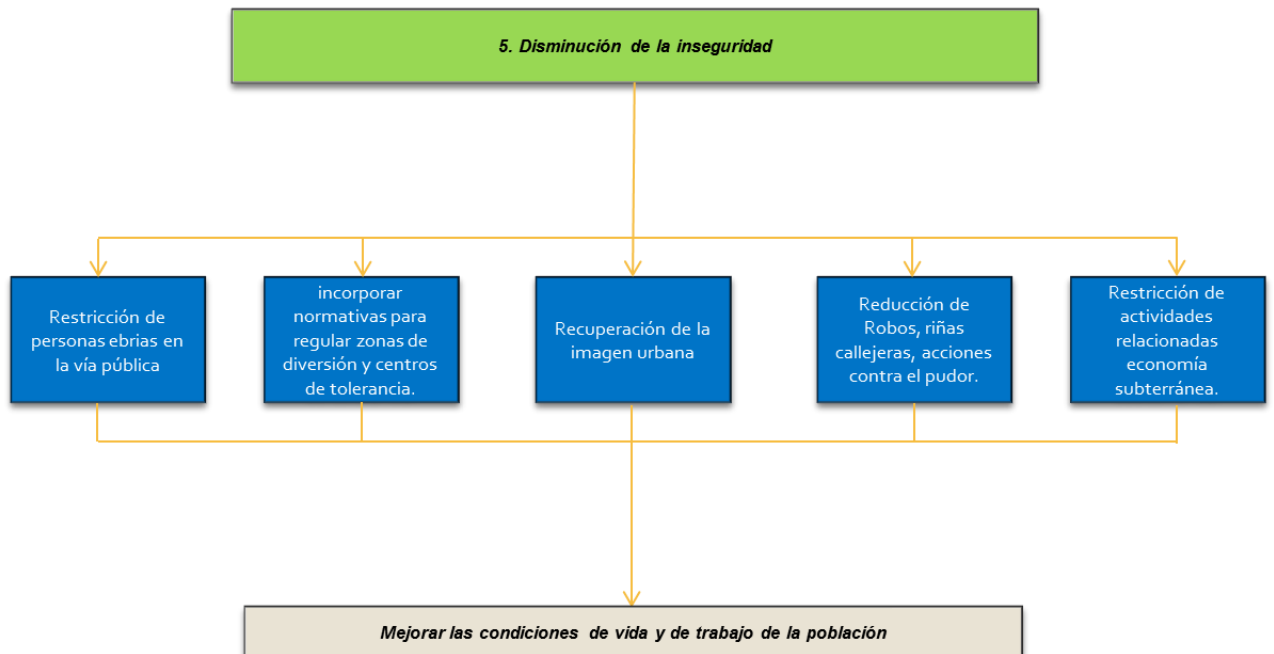 5. Disminución de la inseguridad
Restricción de
personas ebrias en
la vía pública
incorporar
normativas para
regular zonas de
diversión y centros
de tolerancia.
Recuperación de la
imagen urbana
Reducción de
Robos, riñas
callejeras, acciones
contra el pudor.
Restricción de
actividades
relacionadas
economía
subterránea.
Mejorar las condiciones de vida y de trabajo de la población